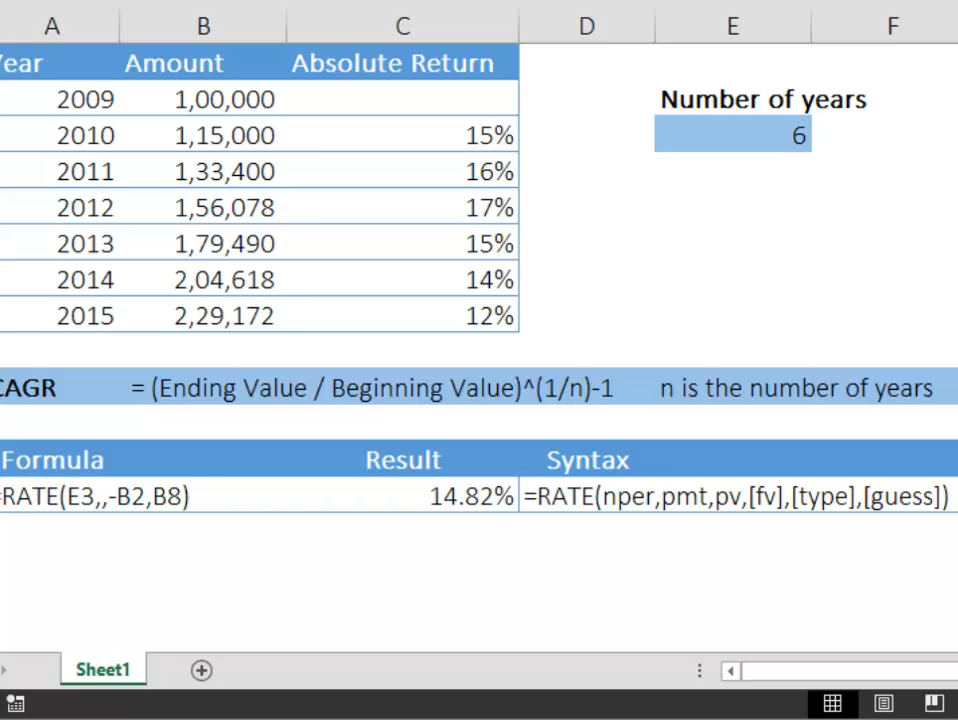 A B C D E F
Year Amount Absolute Return
2009 1,00,000 Number of years
2010 1,15,000 15% 6
2011 1,33,400 16%
2012 1,56,078 17%
2013 1,79,490 15%
2014 2,04,618 14%
2015 2,29,172 12%
CAGR = (Ending Value / Beginning Value)^(1/n)-1 n is the number of years
Formula Result Syntax
=RATE(E3,,-B2,B8) 14.82% =RATE(nper,pmt,pv,[fv],[type],[guess])
Sheet1